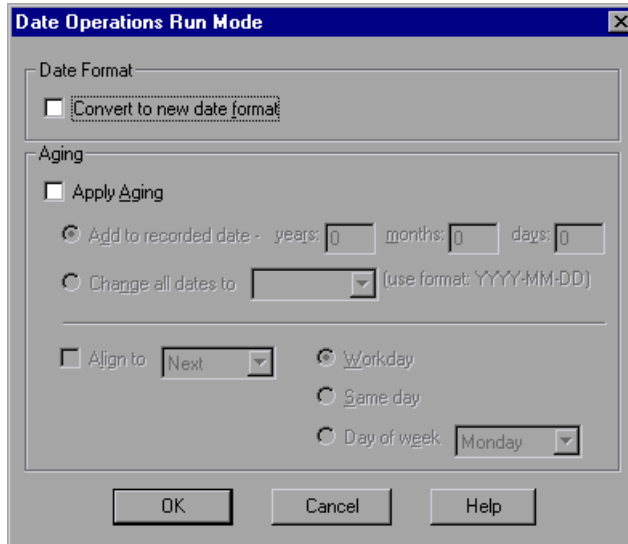 Date Operations Run Mode
Date Format
Convert to new date format
Aging
Apply Aging
Add to recorded date - years: 0 months: 0 days: 0
Change all dates to (use format: YYYY-MM-DD)
Align to Next Workday
Same day
Day of week Monday
OK Cancel Help